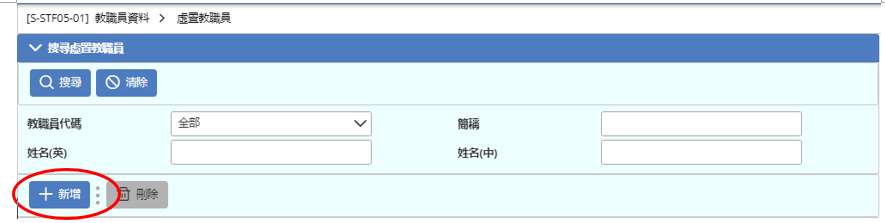 [S-STF05-01] 教職員資料 > 虛置教職員
搜尋虛置教職員
搜尋 清除
教職員代碼 全部 簡稱
姓名(英) 姓名(中)
新增 刪除